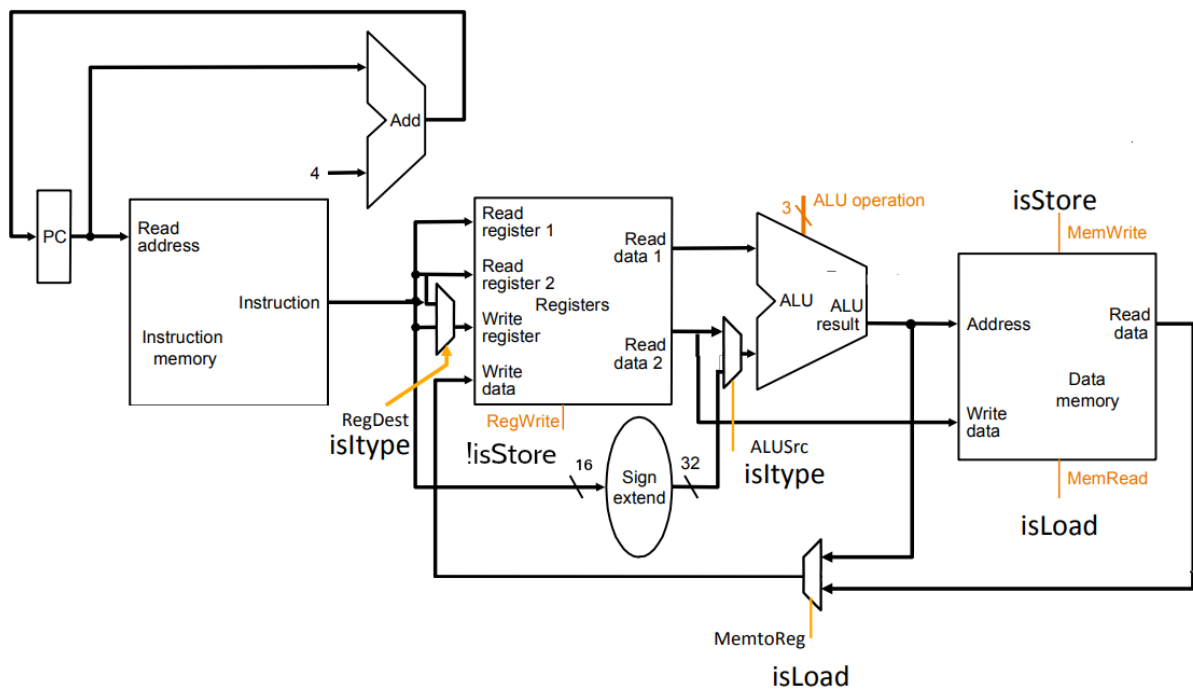 Add
4
PC
Read
address
Instruction
Instruction
memory
Read
register 1
Read
register 2
Registers
Write
register
Write
data
Read
data 1
Read
data 2
RegWrite
!isStore
RegDest
isItype
16
Sign
extend
32
3
ALU operation
ALU
ALU
result
ALUSrc
isItype
isStore
MemWrite
Address
Read
data
Data
memory
Write
data
MemRead
isLoad
MemtoReg
isLoad